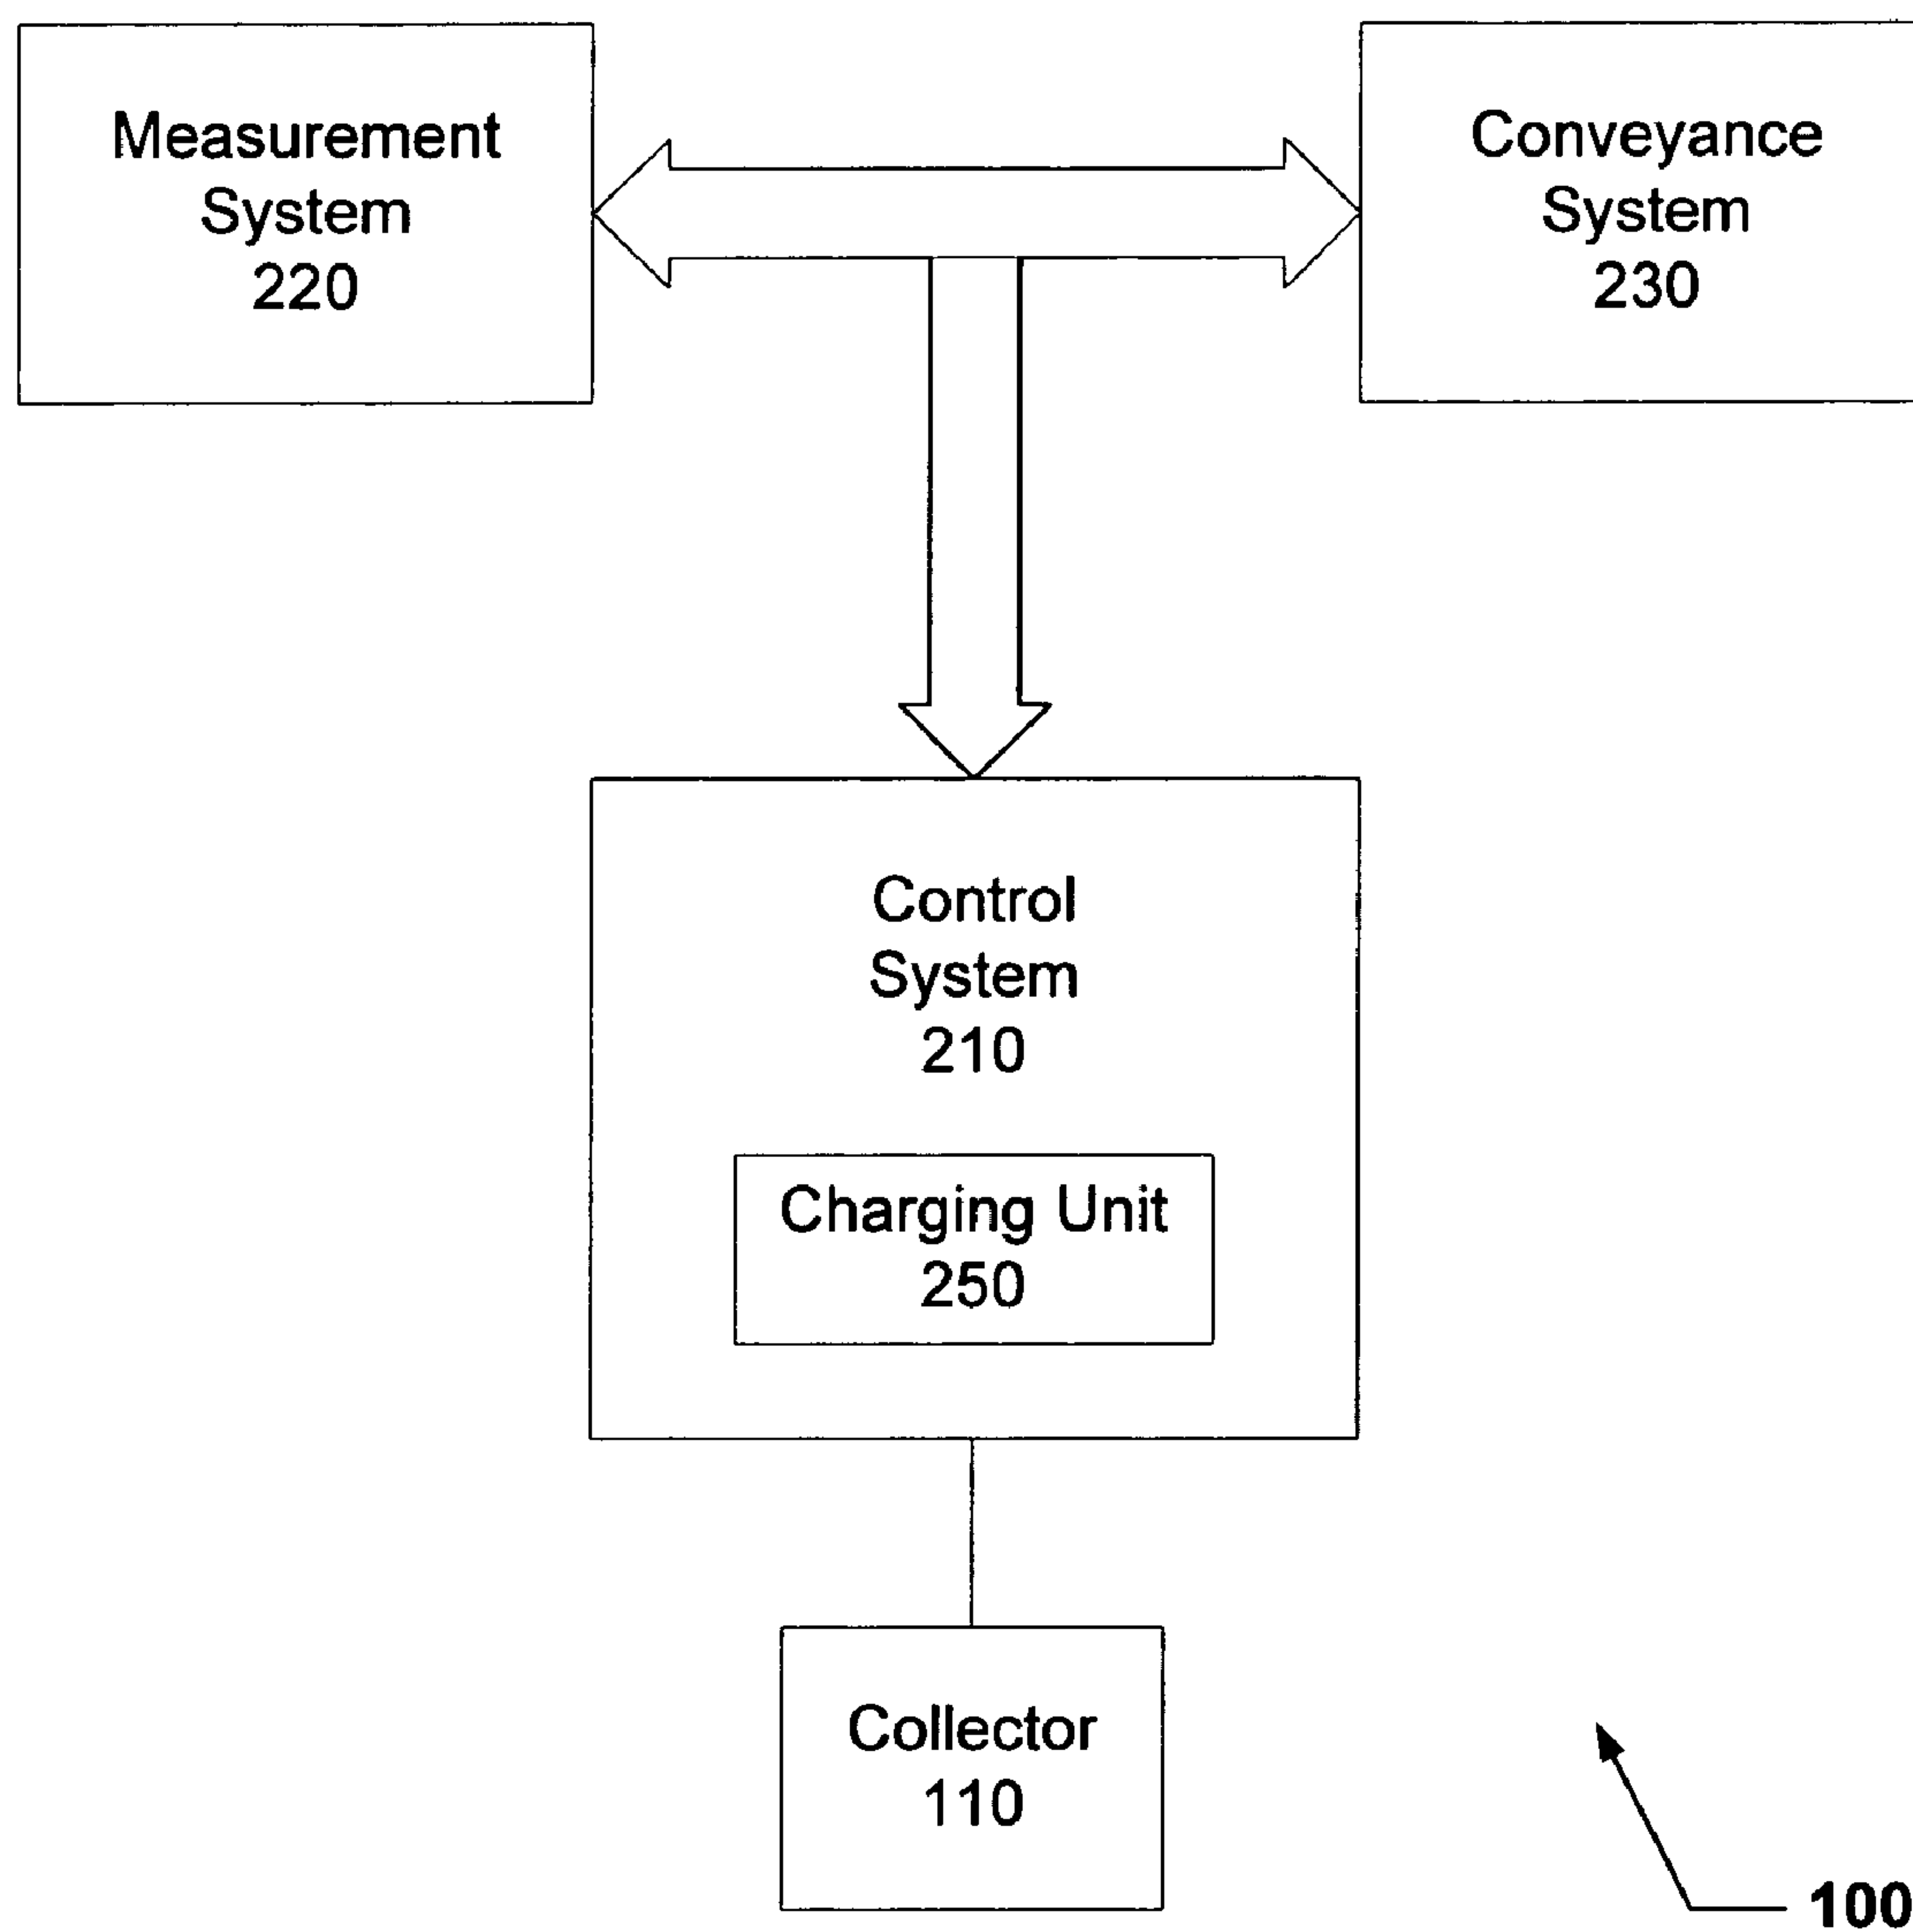 Measurement
System
220
Conveyance
System
230
Control
System
210
Charging Unit
250
Collector
110
100